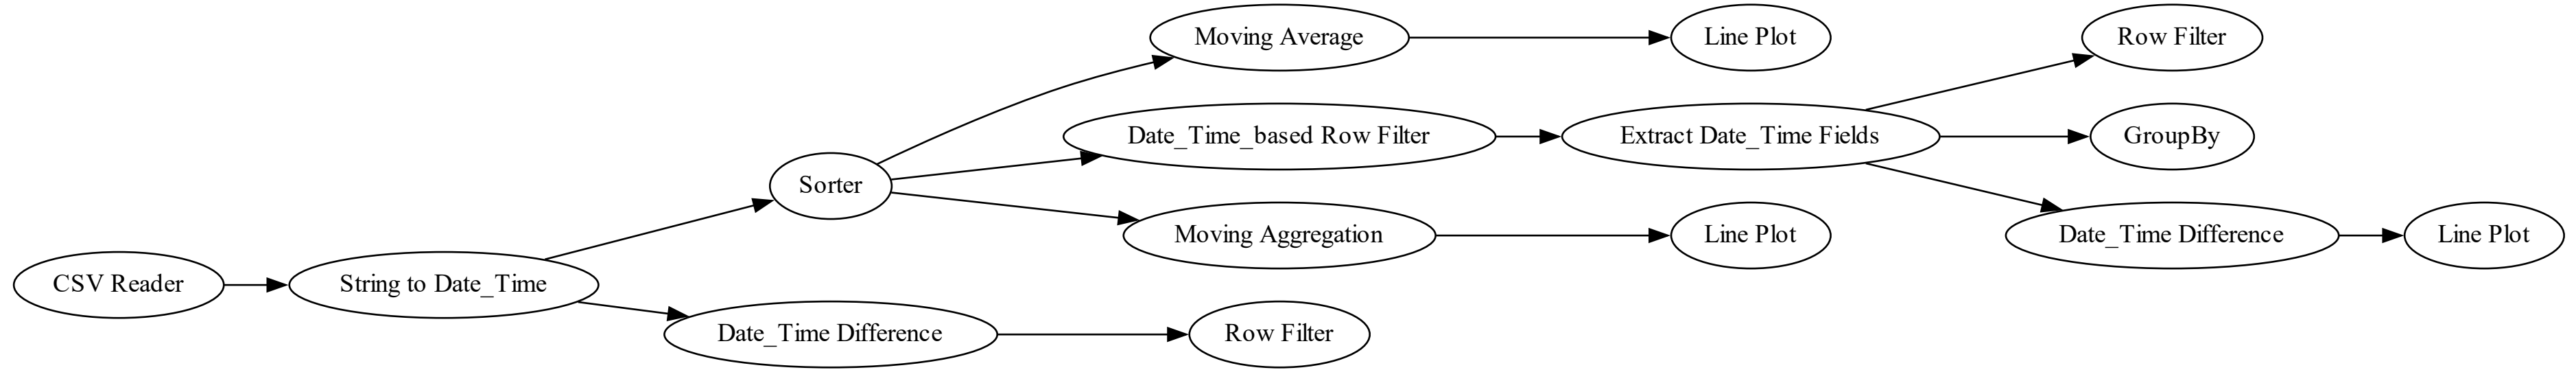 Moving Average
Line Plot
Row Filter
Date_Time_based Row Filter
Extract Date_Time Fields
GroupBy
Sorter
Moving Aggregation
Line Plot
Date_Time Difference
Line Plot
CSV Reader
String to Date_Time
Date_Time Difference
Row Filter